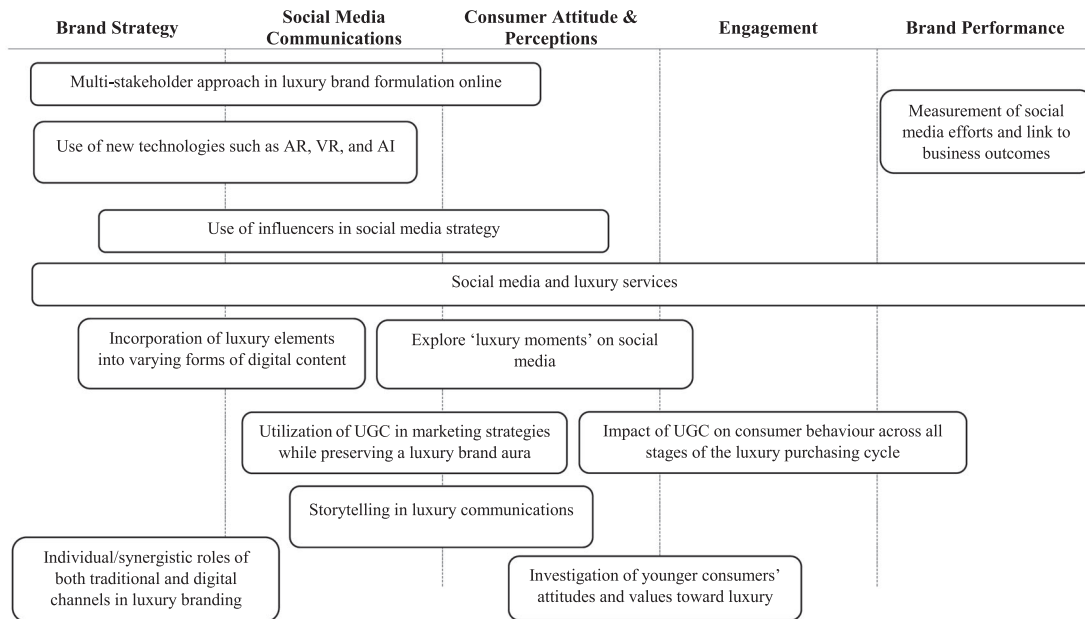 Brand Strategy
Social Media
Communications
Consumer Attitude &
Perceptions
Engagement
Brand Performance
Multi-stakeholder approach in luxury brand formulation online
Measurement of social
media efforts and link to
business outcomes
Use of new technologies such as AR, VR, and AI
Use of influencers in social media strategy
Social media and luxury services
Incorporation of luxury elements
into varying forms of digital content
Explore ‘luxury moments’ on social
media
Utilization of UGC in marketing strategies
while preserving a luxury brand aura
Impact of UGC on consumer behaviour across all
stages of the luxury purchasing cycle
Storytelling in luxury communications
Individual/synergistic roles of
both traditional and digital
channels in luxury branding
Investigation of younger consumers’
attitudes and values toward luxury